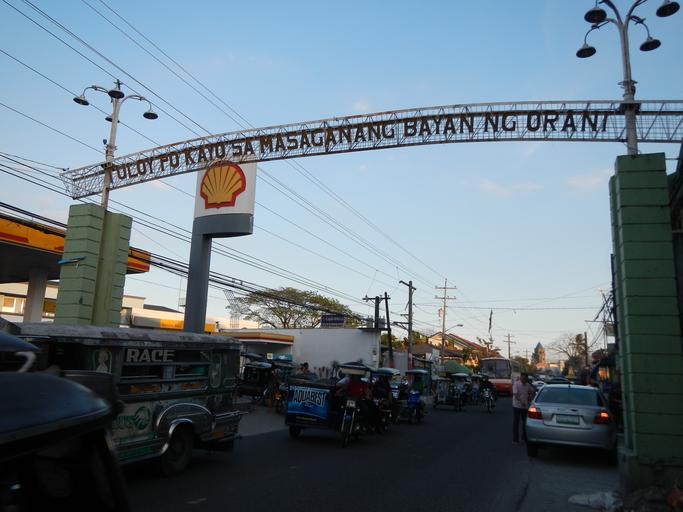 TULOY PO KAYO SA MASAGANANG BAYAN NG ORANI
RACE
AQUABEST